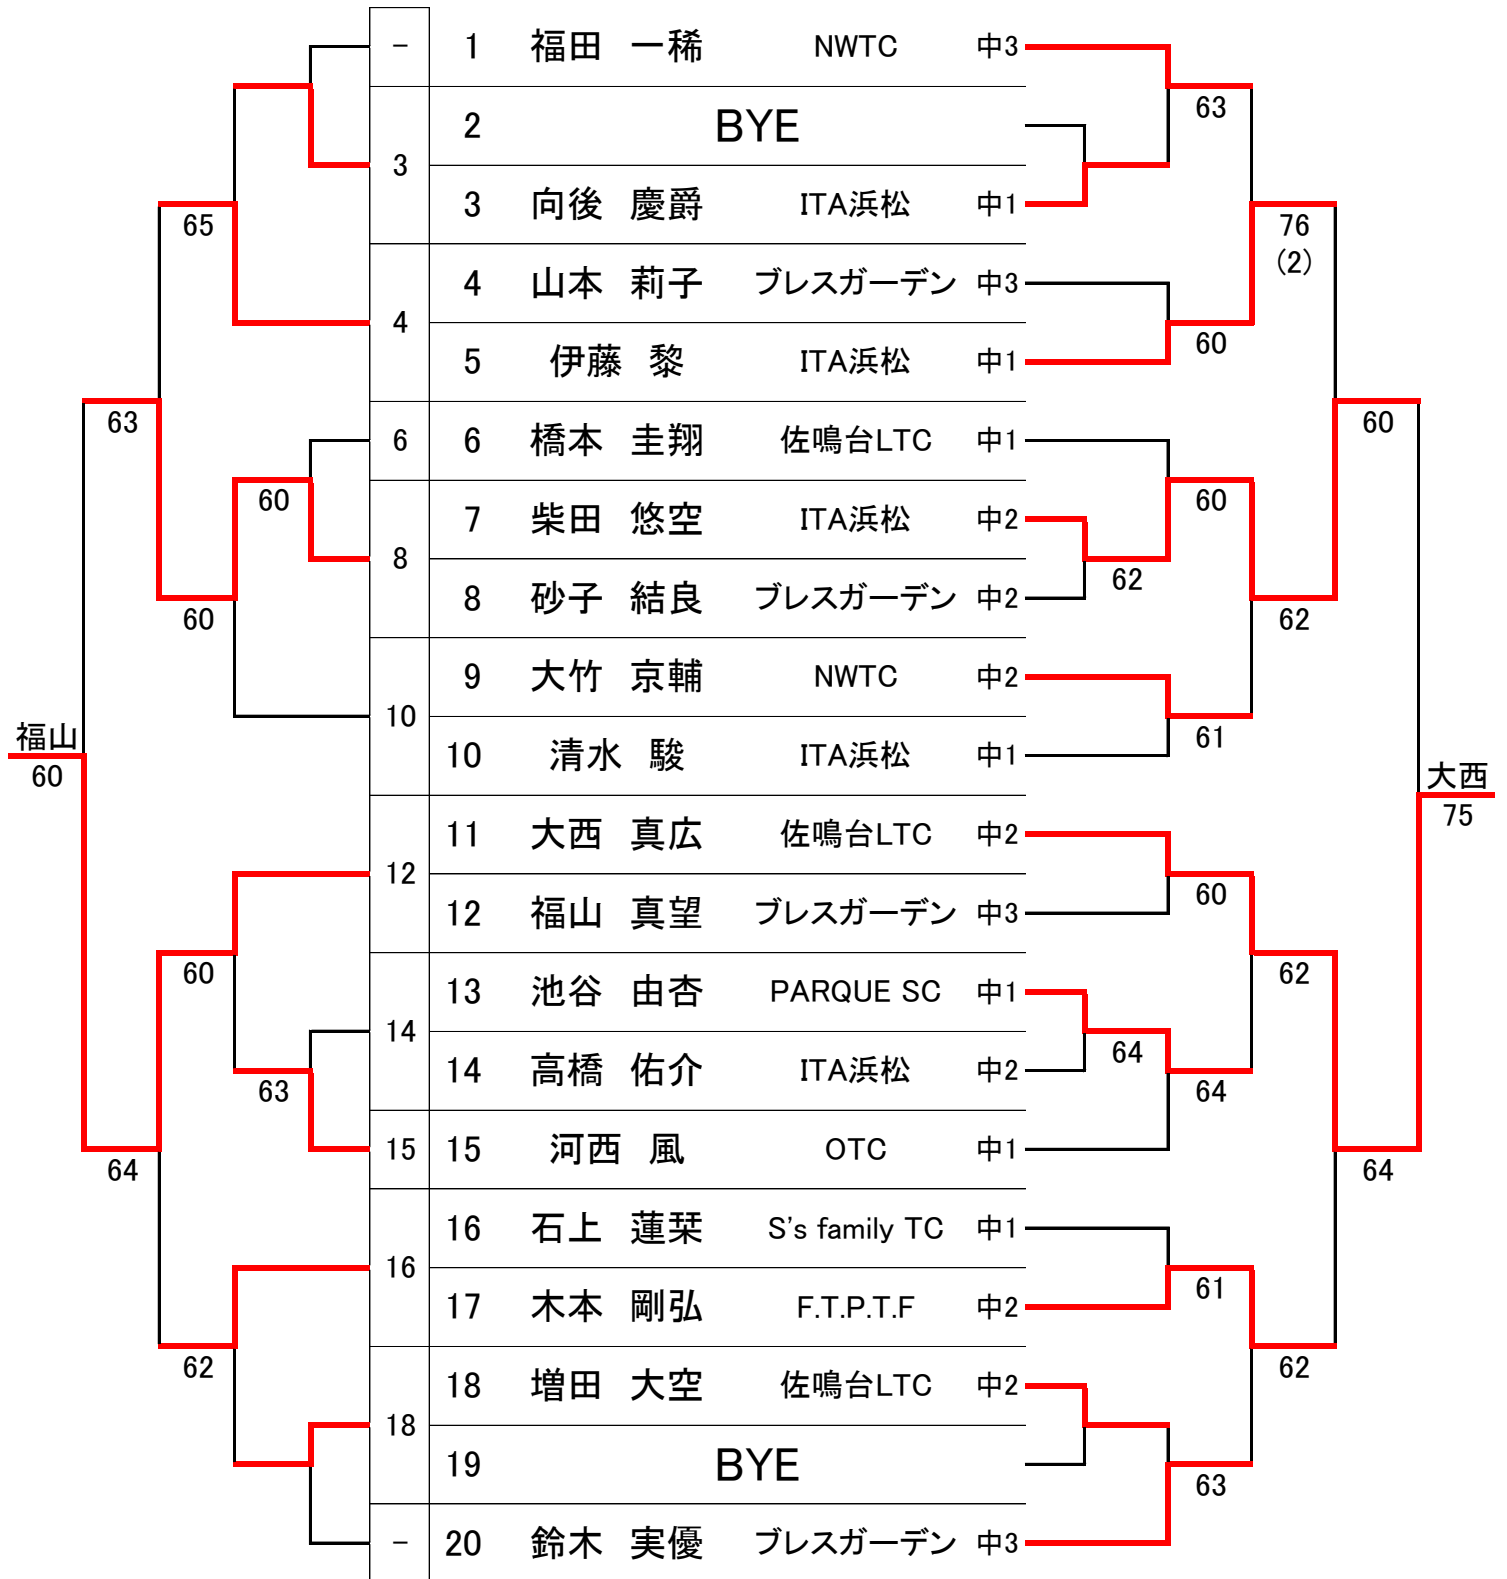 - 1 福田 一稀 NWTC 中3
63
2 BYE
3
3 向後 慶爵 ITA浜松 中1
65 76
(2)
4 山本 莉子 ブレスガーデン 中3
4 60
5 伊藤 黎 ITA浜松 中1
63 60
6 6 橋本 圭翔 佐鳴台LTC 中1
60 60
7 柴田 悠空 ITA浜松 中2
8 62
8 砂子 結良 ブレスガーデン 中2
60 62
9 大竹 京輔 NWTC 中2
10 61
福山
10 清水 駿 ITA浜松 中1
60 大西
75
11 大西 真広 佐鳴台LTC 中2
12 60
12 福山 真望 ブレスガーデン 中3
60 62
13 池谷 由杏 PARQUE SC 中1
14 64
14 高橋 佑介 ITA浜松 中2
63 64
15 15 河西 風 OTC 中1
64 64
16 石上 蓮栞 S's family TC 中1
16 61
17 木本 剛弘 F.T.P.T.F 中2
62 62
18 増田 大空 佐鳴台LTC 中2
18
19 BYE
63
- 20 鈴木 実優 ブレスガーデン 中3